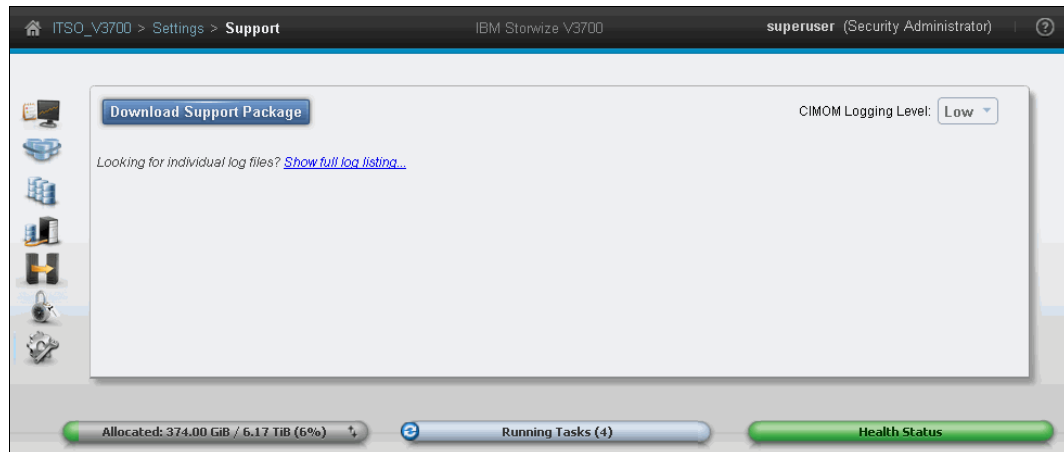 ITSO_V3700 > Settings > Support
IBM Storwize V3700
superuser (Security Administrator)
?
Download Support Package
CIMOM Logging Level: Low
Looking for individual log files? Show full log listing...
Allocated: 374.00 GiB / 6.17 TiB (6%)
Running Tasks (4)
Health Status